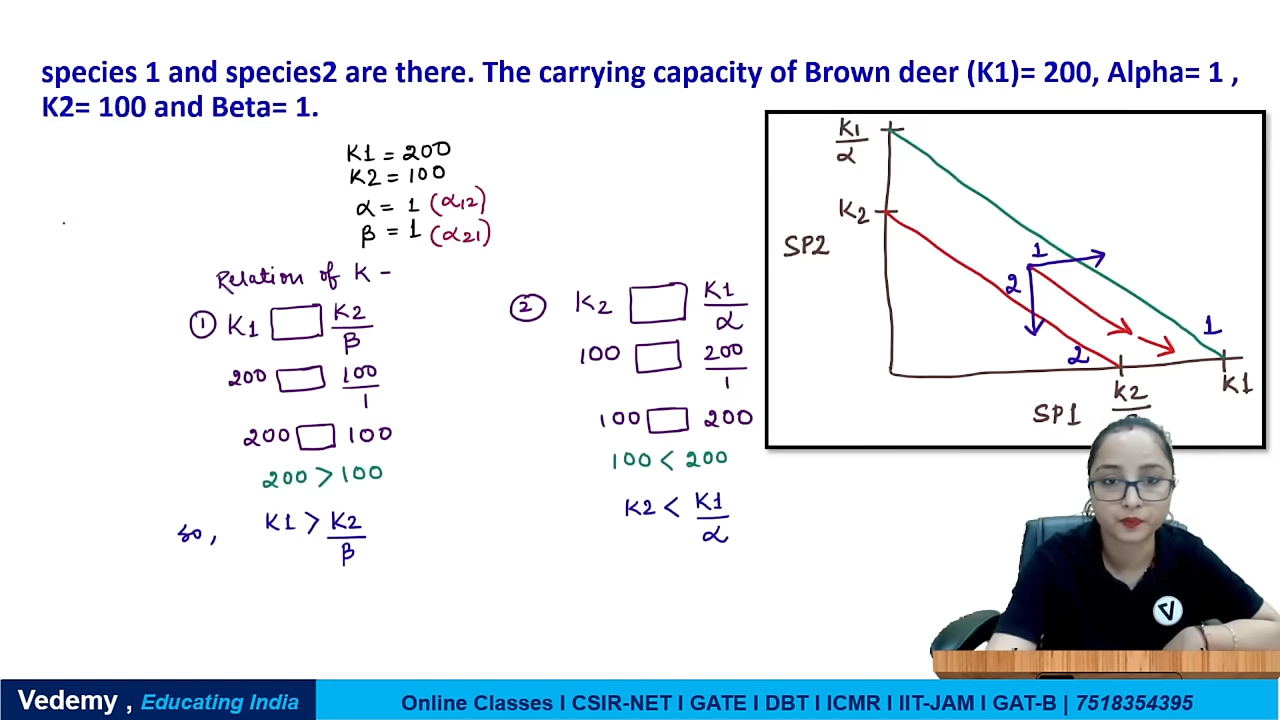 species 1 and species2 are there. The carrying capacity of Brown deer (K1)= 200, Alpha= 1 ,
K2= 100 and Beta= 1.
K1 = 200
K2 = 100
α = 1 (α12)
β = 1 (α21)
Relation of K -
① K1 K2/β
200 100/1
200 100
200 > 100
so, K1 > K2/β
② K2 K1/α
100 200/1
100 200
100 < 200
K2 < K1/α
K1/α
K2
SP2
1
2
1
2
K2
K1
SP1
V
Vedemy , Educating India
Online Classes I CSIR-NET I GATE I DBT I ICMR I IIT-JAM I GAT-B | 7518354395